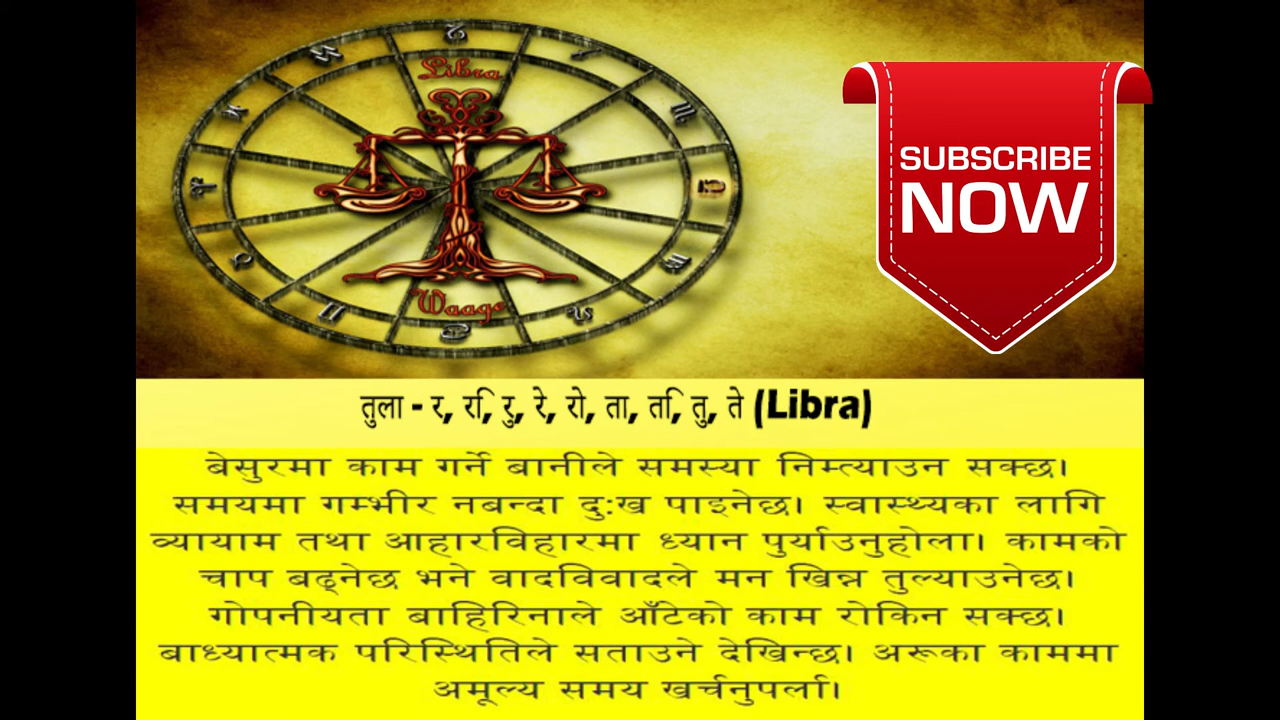 Libra
Waage
SUBSCRIBE
NOW
तुला - र, रि, रु, रे, रो, ता, ति, तु, ते (Libra)
बेसुरमा काम गर्ने बानीले समस्या निम्त्याउन सक्छ।
समयमा गम्भीर नबन्दा दुःख पाइनेछ। स्वास्थ्यका लागि
व्यायाम तथा आहारविहारमा ध्यान पुर्याउनुहोला। कामको
चाप बढ्नेछ भने वादविवादले मन खिन्न तुल्याउनेछ।
गोपनीयता बाहिरिनाले आँटेको काम रोकिन सक्छ।
बाध्यात्मक परिस्थितिले सताउने देखिन्छ। अरूका काममा
अमूल्य समय खर्चनुपर्ला।